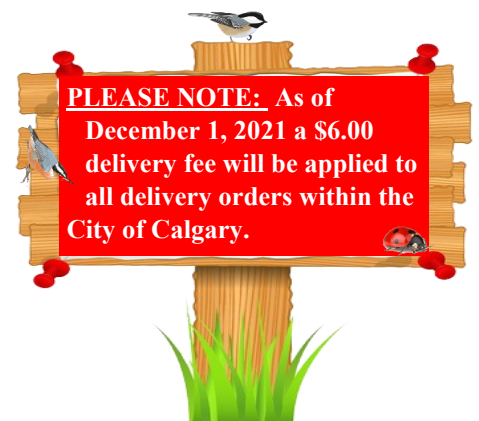 PLEASE NOTE: As of
December 1, 2021 a $6.00
delivery fee will be applied to
all delivery orders within the
City of Calgary.